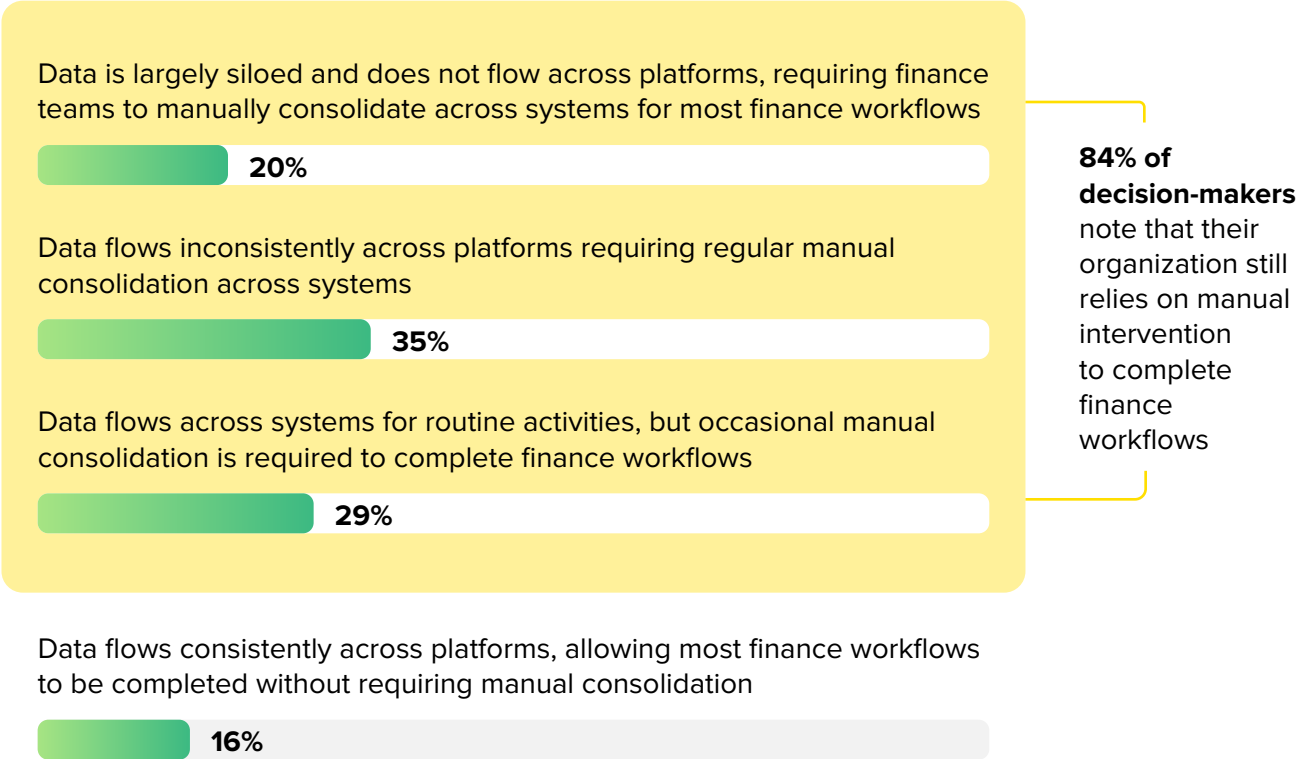 Data is largely siloed and does not flow across platforms, requiring finance
teams to manually consolidate across systems for most finance workflows
20%
Data flows inconsistently across platforms requiring regular manual
consolidation across systems
35%
Data flows across systems for routine activities, but occasional manual
consolidation is required to complete finance workflows
29%
84% of
decision-makers
note that their
organization still
relies on manual
intervention
to complete
finance
workflows
Data flows consistently across platforms, allowing most finance workflows
to be completed without requiring manual consolidation
16%